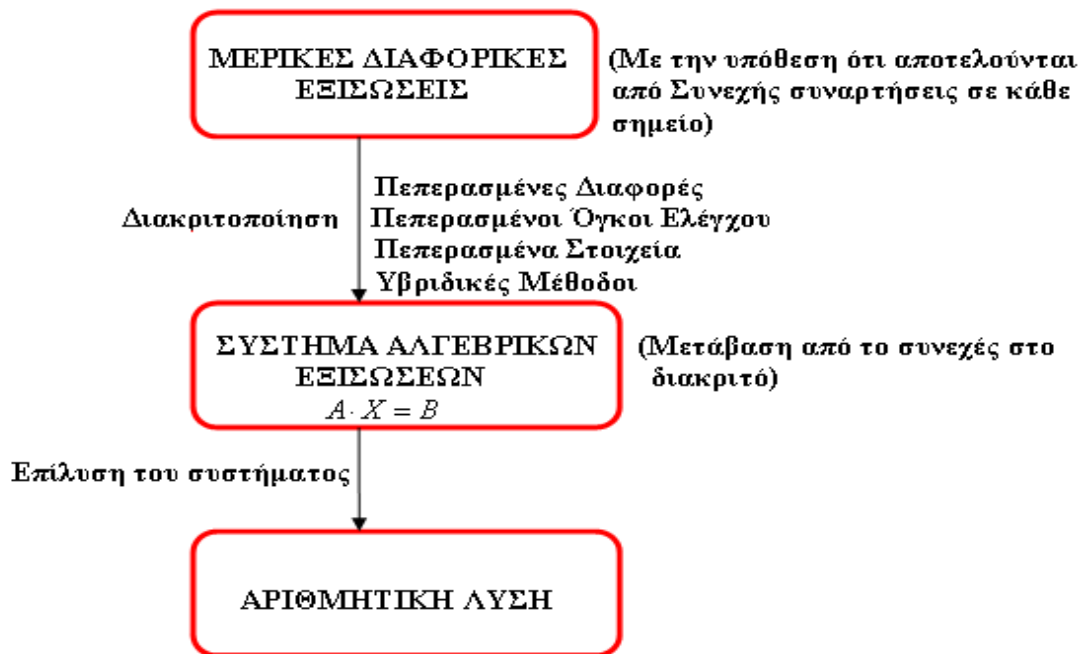 ΜΕΡΙΚΕΣ ΔΙΑΦΟΡΙΚΕΣ
ΕΞΙΣΩΣΕΙΣ
(Με την υπόθεση ότι αποτελούνται
από Συνεχής συναρτήσεις σε κάθε
σημείο)
Διακριτοποίηση
Πεπερασμένες Διαφορές
Πεπερασμένοι Όγκοι Ελέγχου
Πεπερασμένα Στοιχεία
Υβριδικές Μέθοδοι
ΣΥΣΤΗΜΑ ΑΛΓΕΒΡΙΚΩΝ
ΕΞΙΣΩΣΕΩΝ
A · X = B
(Μετάβαση από το συνεχές στο
διακριτό)
Επίλυση του συστήματος
ΑΡΙΘΜΗΤΙΚΗ ΛΥΣΗ